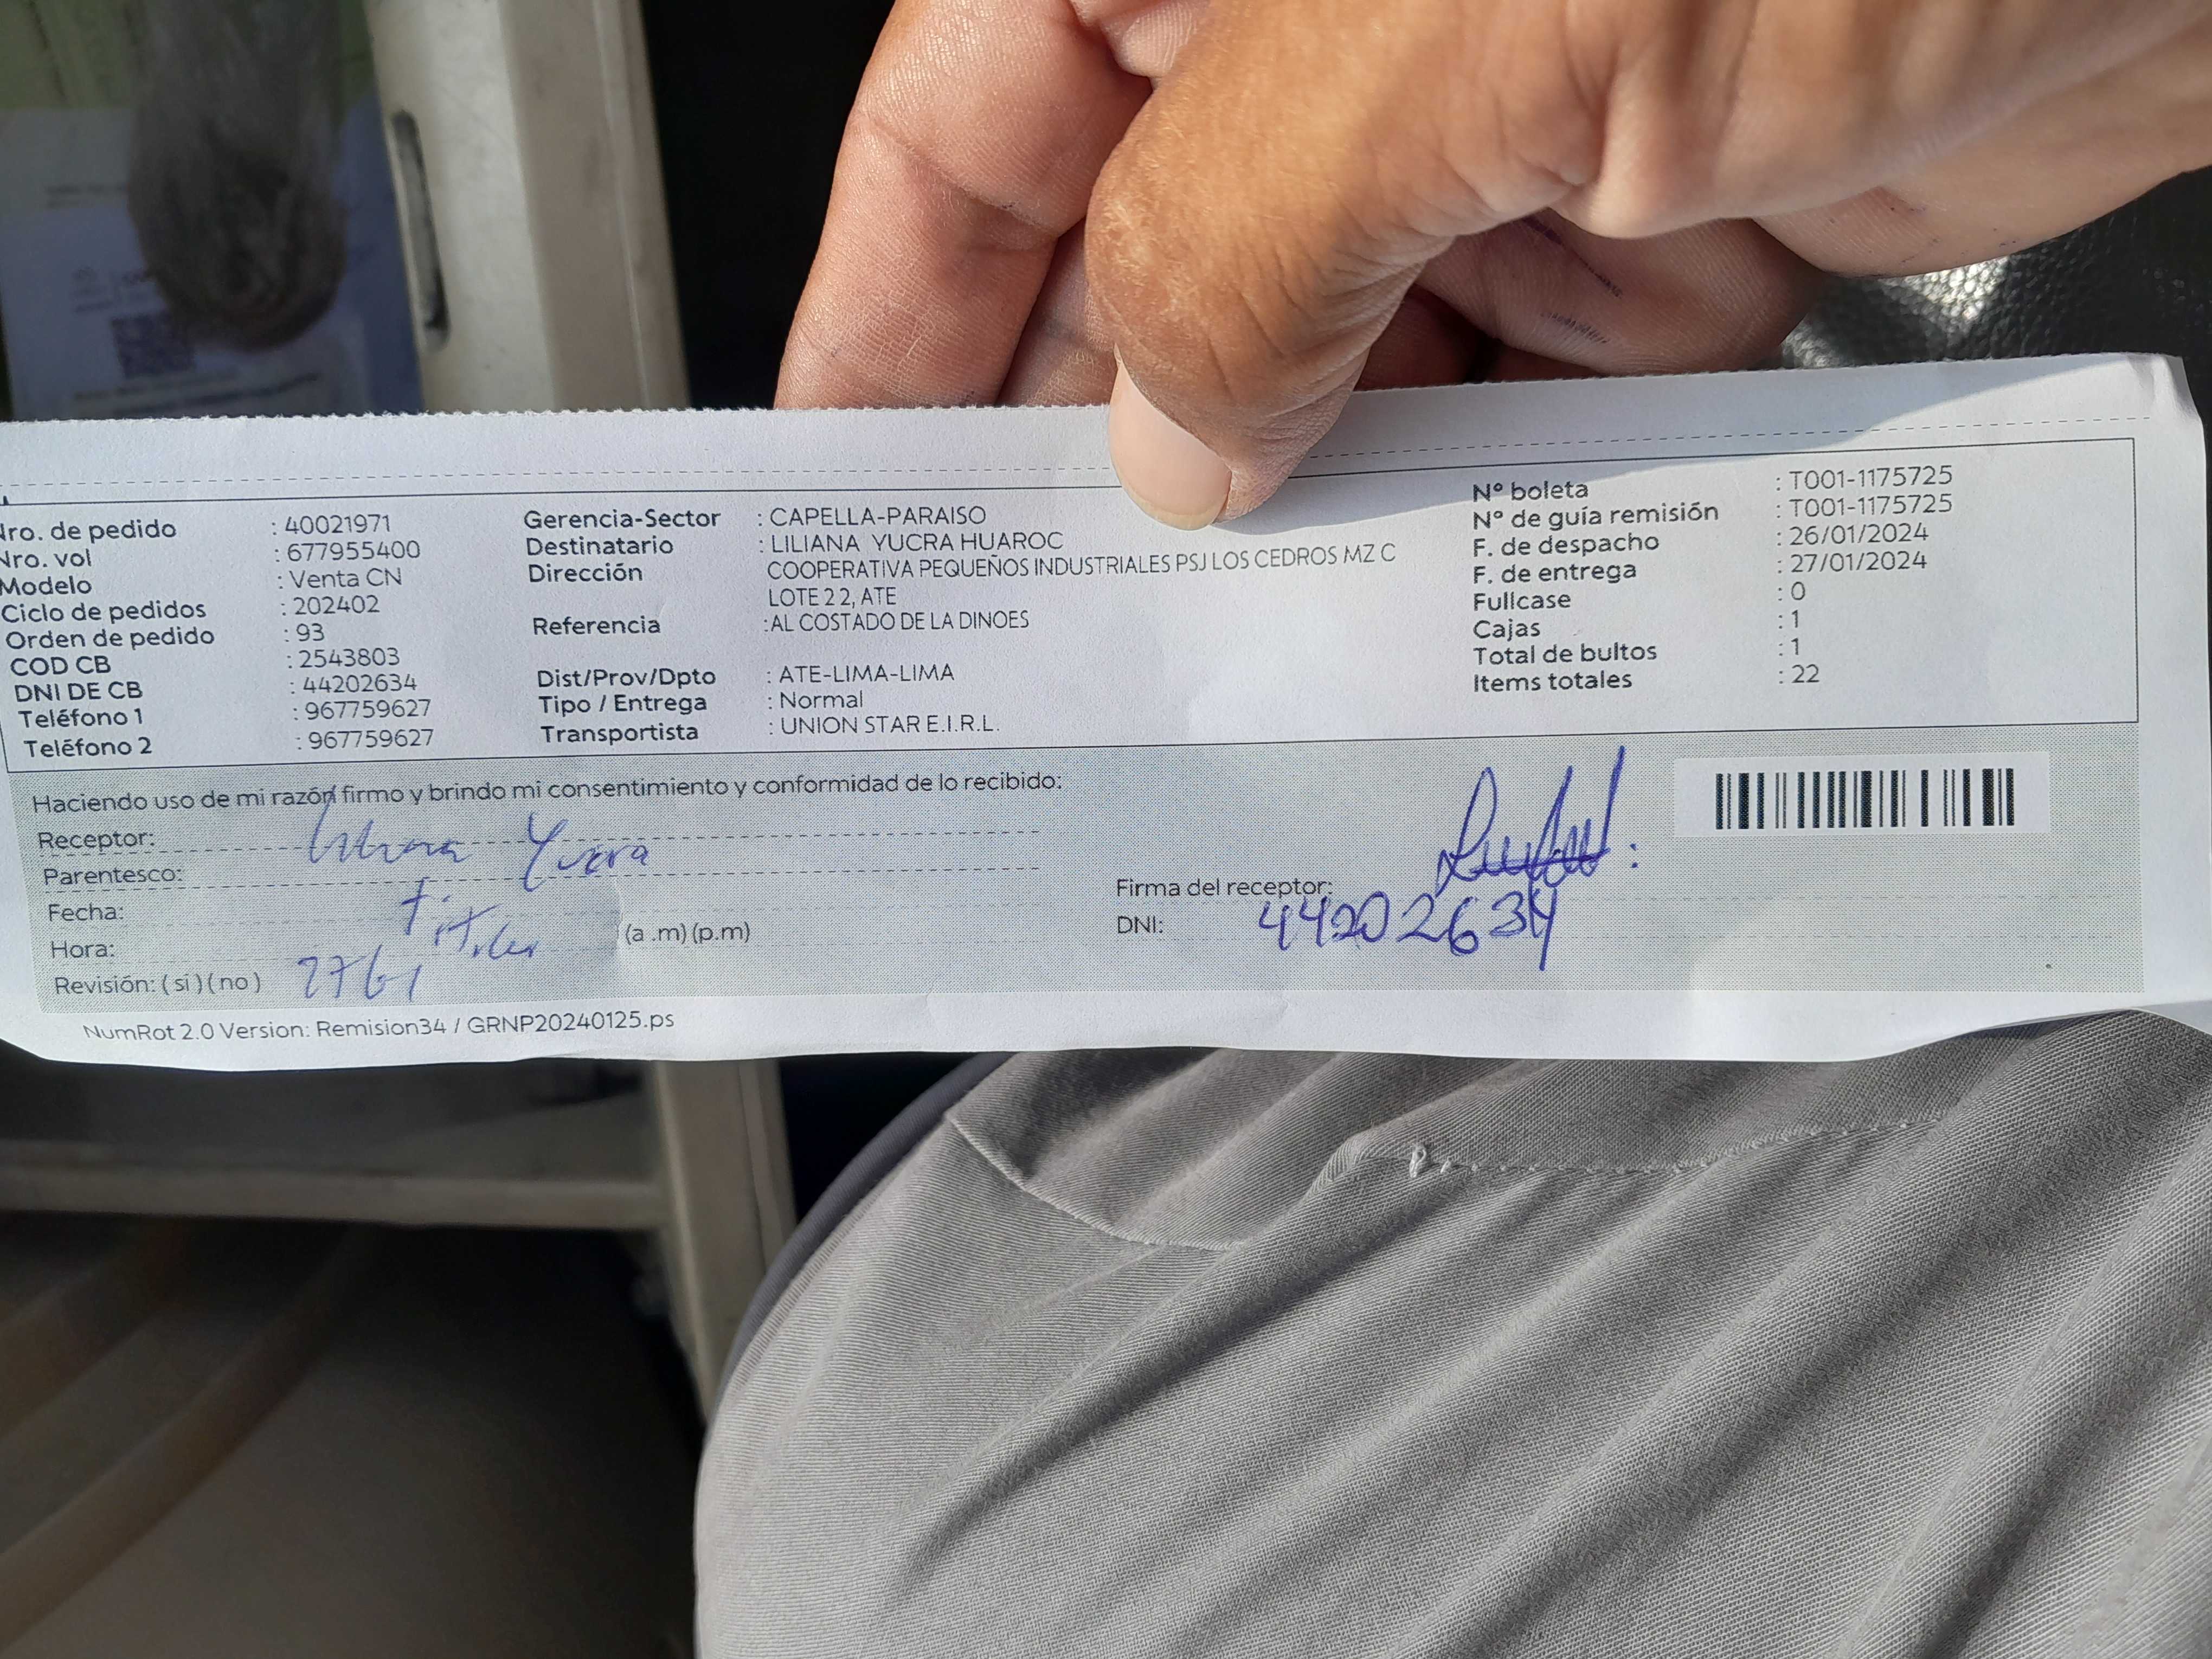 Nro. de pedido : 40021971
Nro. vol : 677955400
Modelo : Venta CN
Ciclo de pedidos : 202402
Orden de pedido : 93
COD CB : 2543803
DNI DE CB : 44202634
Teléfono 1 : 967759627
Teléfono 2 : 967759627
Gerencia-Sector : CAPELLA-PARAISO
Destinatario : LILIANA YUCRA HUAROC
Dirección COOPERATIVA PEQUEÑOS INDUSTRIALES PSJ LOS CEDROS MZ C
LOTE 2 2, ATE
Referencia : AL COSTADO DE LA DINOES
Dist/Prov/Dpto : ATE-LIMA-LIMA
Tipo / Entrega : Normal
Transportista : UNION STAR E.I.R.L.
N° boleta : T001-1175725
N° de guía remisión : T001-1175725
F. de despacho : 26/01/2024
F. de entrega : 27/01/2024
Fullcase : 0
Cajas : 1
Total de bultos : 1
Items totales : 22
Haciendo uso de mi razón firmo y brindo mi consentimiento y conformidad de lo recibido:
Receptor: Liliana Yucra
Parentesco:
Fecha: Titular
Hora: (a .m) (p.m)
Revisión: ( si ) ( no )
Firma del receptor:
DNI: 44202634
NumRot 2.0 Version: Remision34 / GRNP20240125.ps